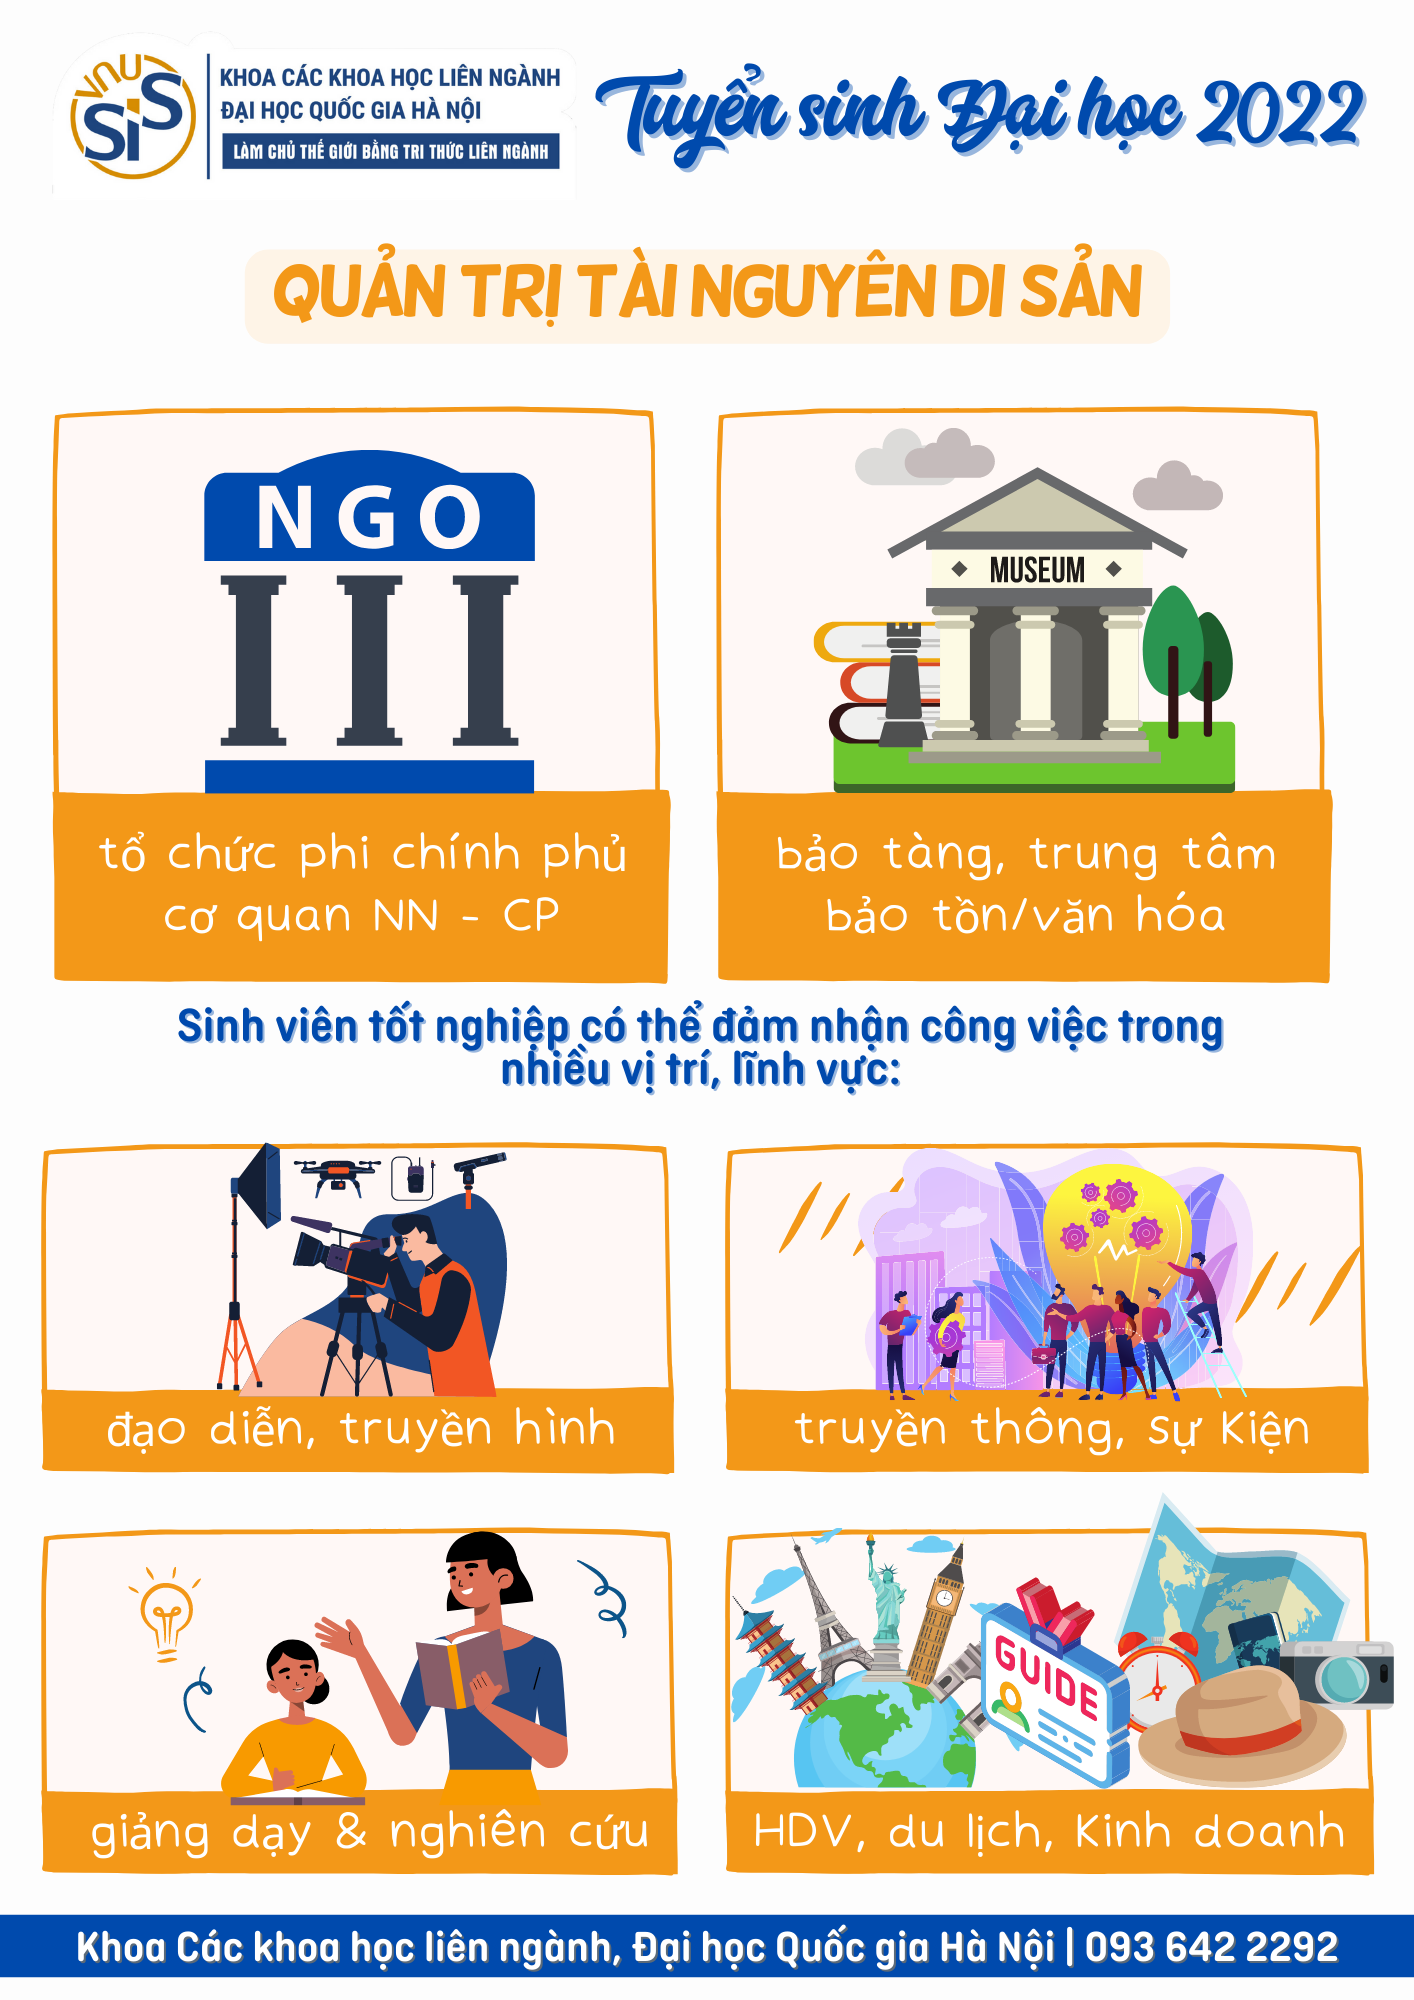 VNU SIS
KHOA CÁC KHOA HỌC LIÊN NGÀNH
ĐẠI HỌC QUỐC GIA HÀ NỘI
LÀM CHỦ THẾ GIỚI BẰNG TRI THỨC LIÊN NGÀNH
Tuyển sinh Đại học 2022
QUẢN TRỊ TÀI NGUYÊN DI SẢN
NGO
MUSEUM
tổ chức phi chính phủ
cơ quan NN - CP
bảo tàng, trung tâm
bảo tồn/văn hóa
Sinh viên tốt nghiệp có thể đảm nhận công việc trong
nhiều vị trí, lĩnh vực:
đạo diễn, truyền hình
truyền thông, sự kiện
GUIDE
giảng dạy & nghiên cứu
HDV, du lịch, kinh doanh
Khoa Các khoa học liên ngành, Đại học Quốc gia Hà Nội | 093 642 2292